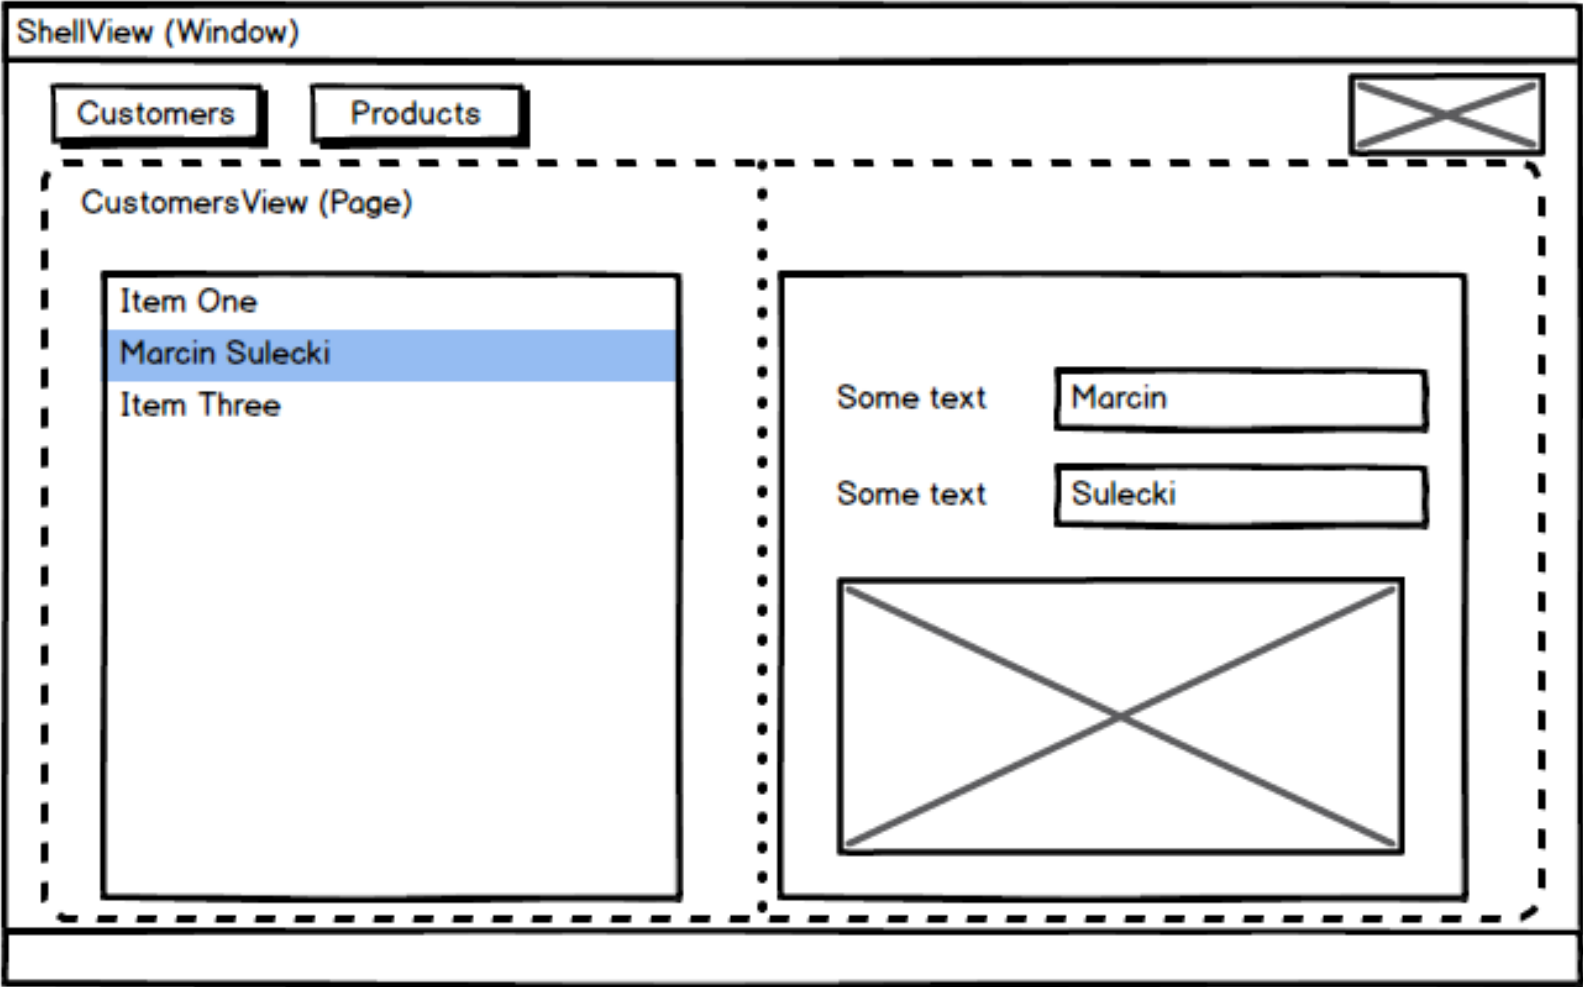 ShellView (Window)
Customers
Products
CustomersView (Page)
Item One
Marcin Sulecki
Item Three
Some text
Marcin
Some text
Sulecki